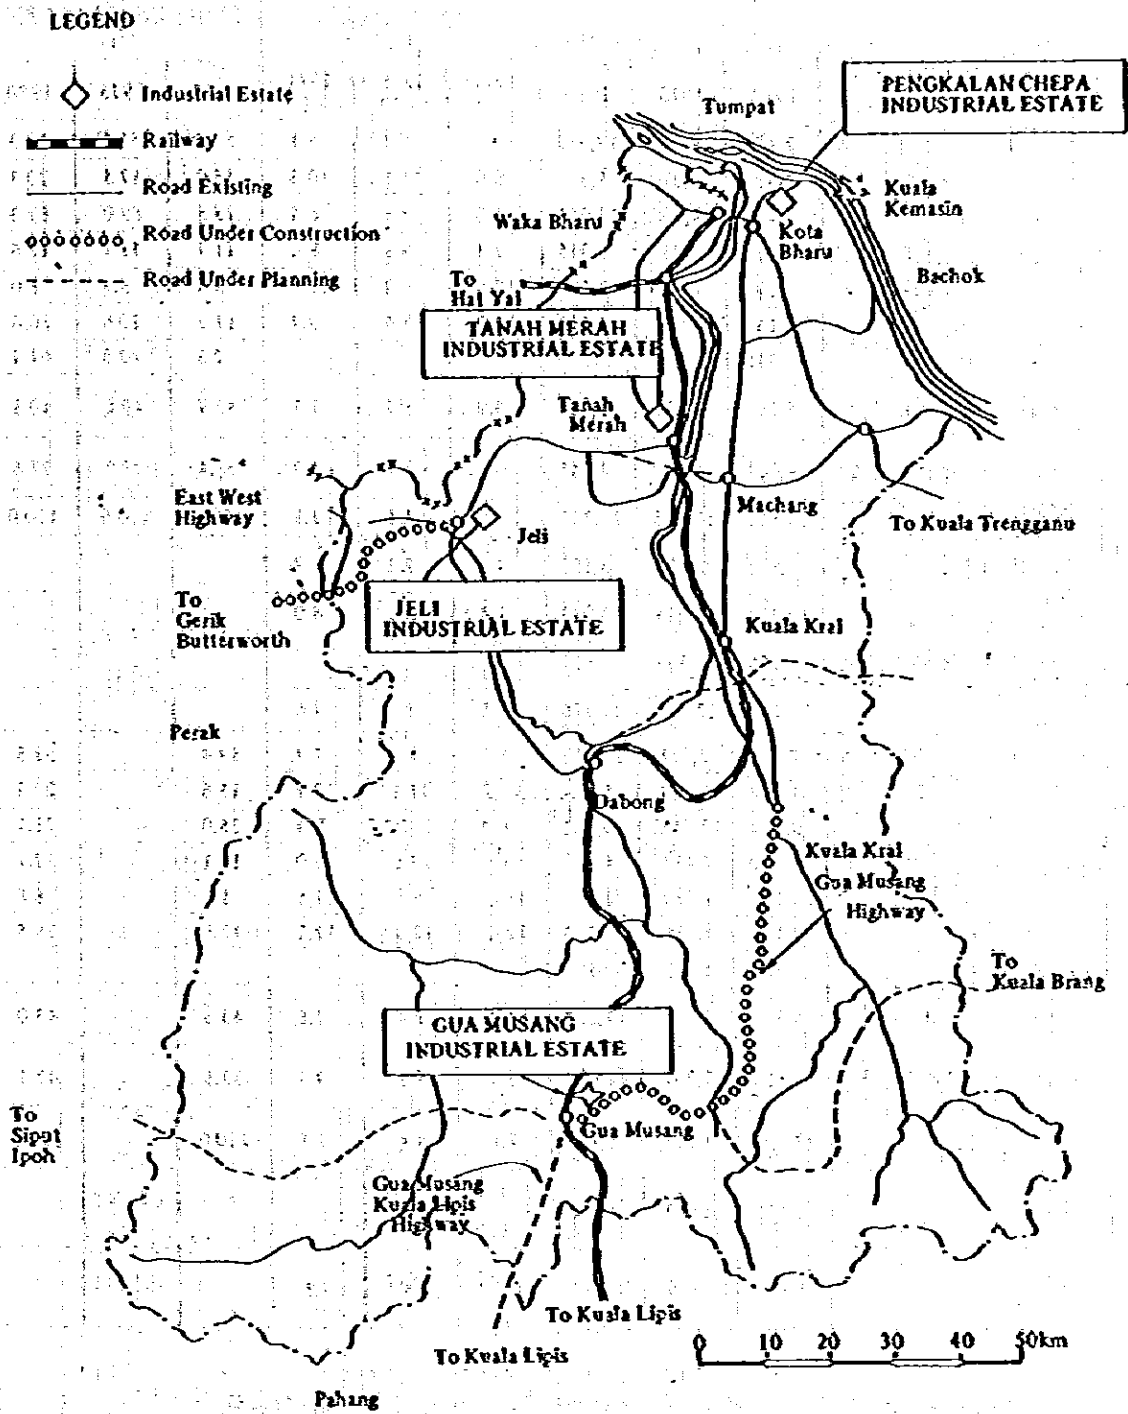 LEGEND
Industrial Estate
Railway
Road Existing
Road Under Construction
Road Under Planning
PENGKALAN CHEPA
INDUSTRIAL ESTATE
Tumpat
Kuala
Kemasin
Waka Bharu
Kota
Bharu
Bachok
To
Hat Yai
TANAH MERAH
INDUSTRIAL ESTATE
Tanah
Merah
East West
Highway
Machang
To Kuala Trengganu
Jeli
To
Gerik
Butterworth
JELI
INDUSTRIAL ESTATE
Kuala Krai
Perak
Dabong
Kuala Krai
Gua Musang
Highway
To
Kuala Brang
GUA MUSANG
INDUSTRIAL ESTATE
To
Siput
Ipoh
Gua Musang
Gua Musang
Kuala Lipis
Highway
To Kuala Lipis
To Kuala Lipis
0 10 20 30 40 50km
Pahang